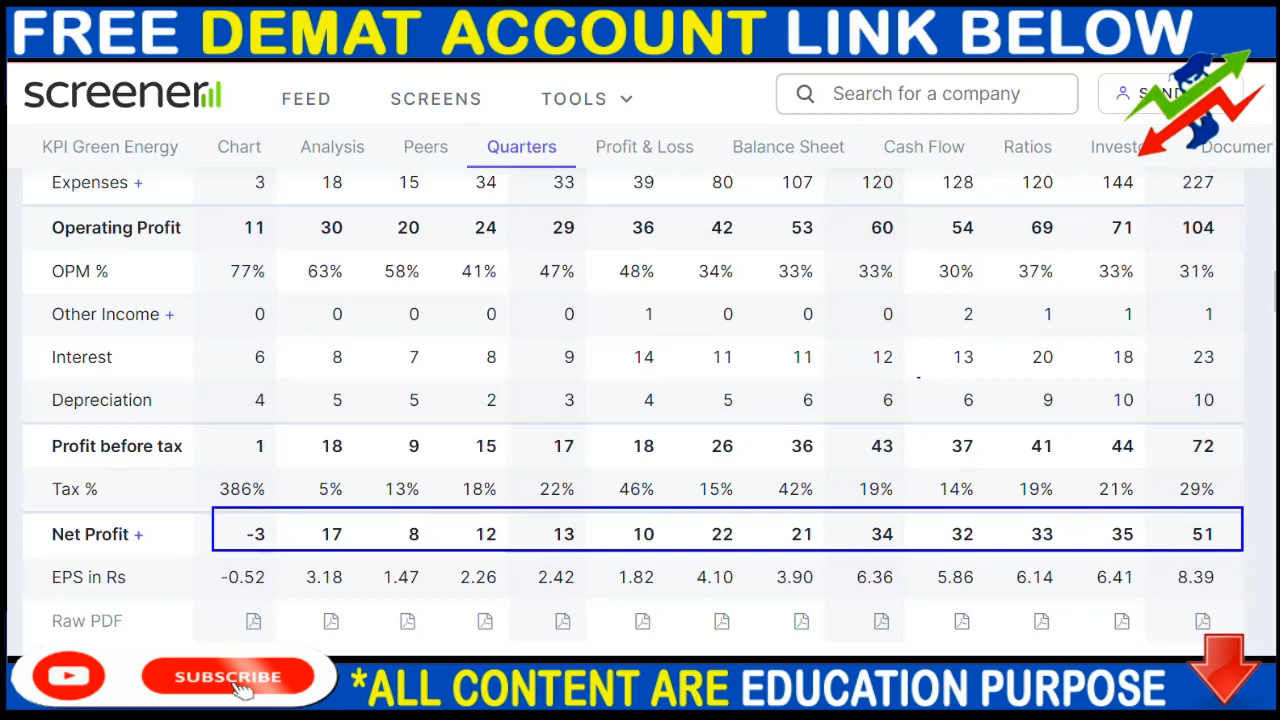 FREE DEMAT ACCOUNT LINK BELOW
screener FEED SCREENS TOOLS Search for a company
KPI Green Energy Chart Analysis Peers Quarters Profit & Loss Balance Sheet Cash Flow Ratios
Expenses + 3 18 15 34 33 39 80 107 120 128 120 144 227
Operating Profit 11 30 20 24 29 36 42 53 60 54 69 71 104
OPM % 77% 63% 58% 41% 47% 48% 34% 33% 33% 30% 37% 33% 31%
Other Income + 0 0 0 0 0 1 0 0 0 2 1 1 1
Interest 6 8 7 8 9 14 11 11 12 13 20 18 23
Depreciation 4 5 5 2 3 4 5 6 6 6 9 10 10
Profit before tax 1 18 9 15 17 18 26 36 43 37 41 44 72
Tax % 386% 5% 13% 18% 22% 46% 15% 42% 19% 14% 19% 21% 29%
Net Profit + -3 17 8 12 13 10 22 21 34 32 33 35 51
EPS in Rs -0.52 3.18 1.47 2.26 2.42 1.82 4.10 3.90 6.36 5.86 6.14 6.41 8.39
Raw PDF
SUBSCRIBE
*ALL CONTENT ARE EDUCATION PURPOSE